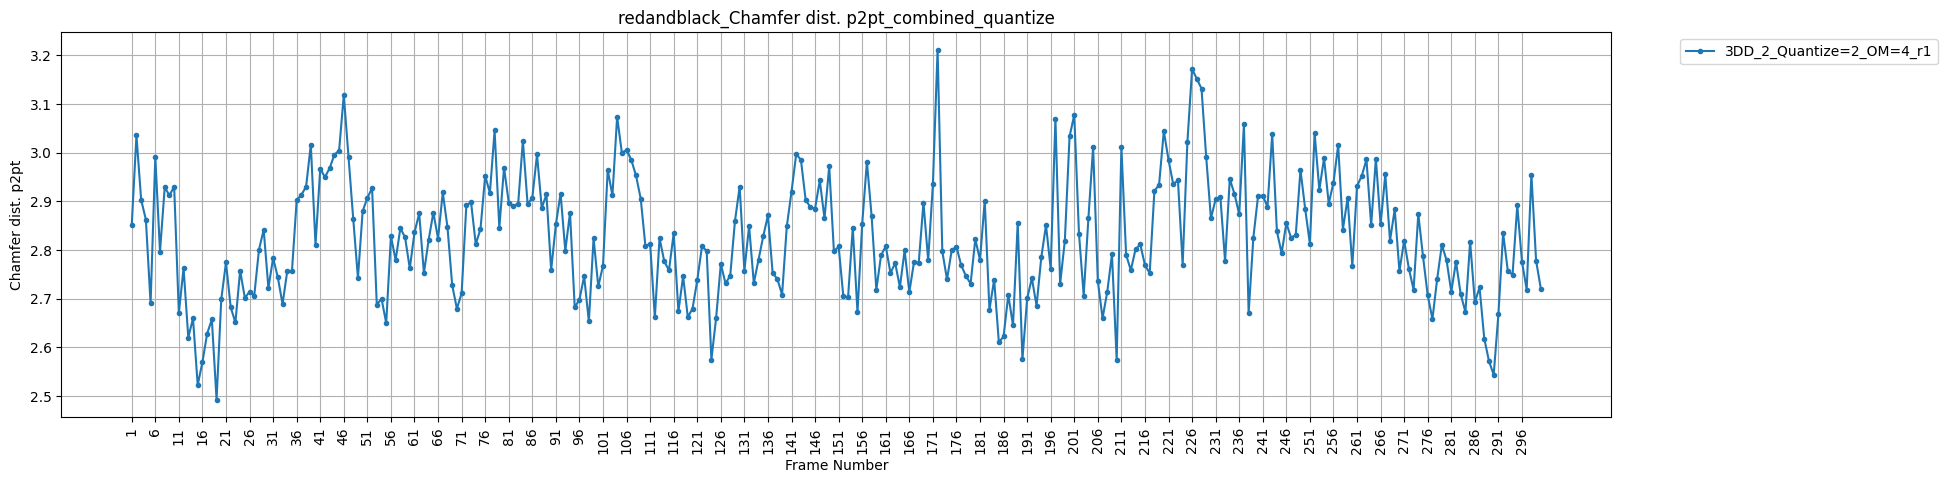 redandblack_Chamfer dist. p2pt_combined_quantize
3DD_2_Quantize=2_OM=4_r1
Chamfer dist. p2pt
3.2
3.1
3.0
2.9
2.8
2.7
2.6
2.5
1 6 11 16 21 26 31 36 41 46 51 56 61 66 71 76 81 86 91 96 101 106 111 116 121 126 131 136 141 146 151 156 161 166 171 176 181 186 191 196 201 206 211 216 221 226 231 236 241 246 251 256 261 266 271 276 281 286 291 296
Frame Number